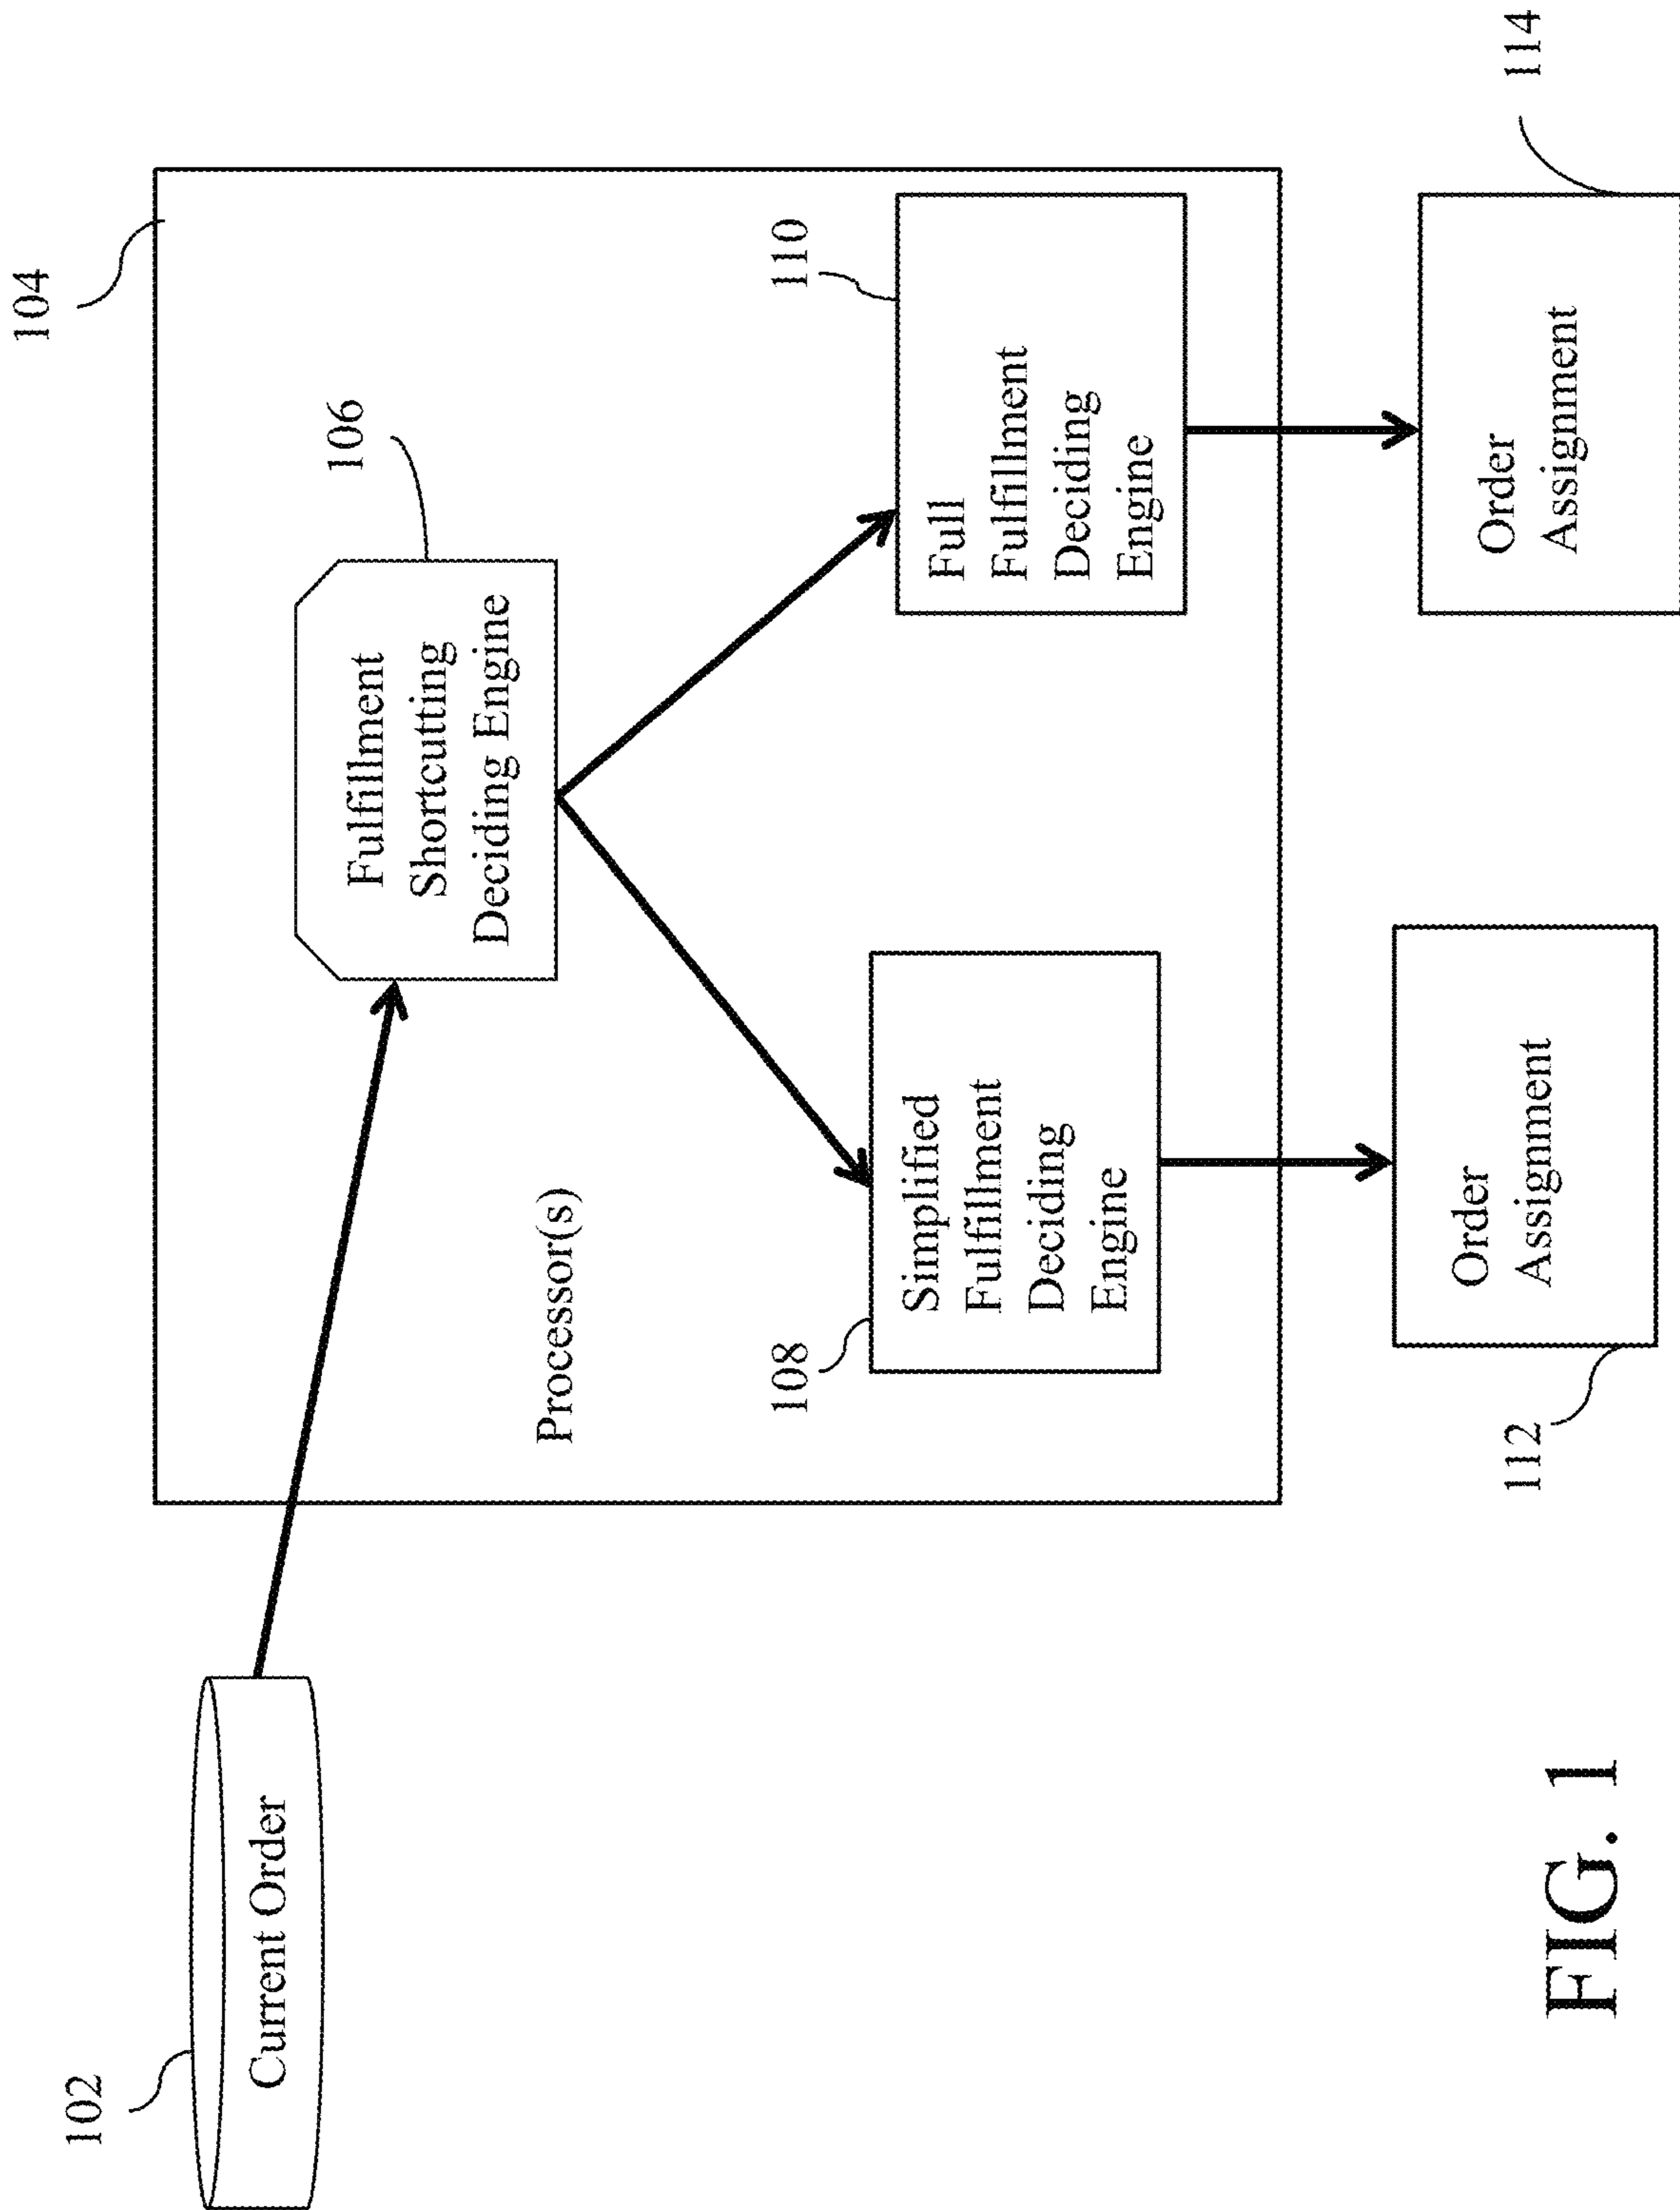 102
Current Order
104
Processor(s)
106
Fulfillment
Shortcutting
Deciding Engine
108
Simplified
Fulfillment
Deciding
Engine
110
Full
Fulfillment
Deciding
Engine
112
Order
Assignment
114
Order
Assignment
FIG. 1